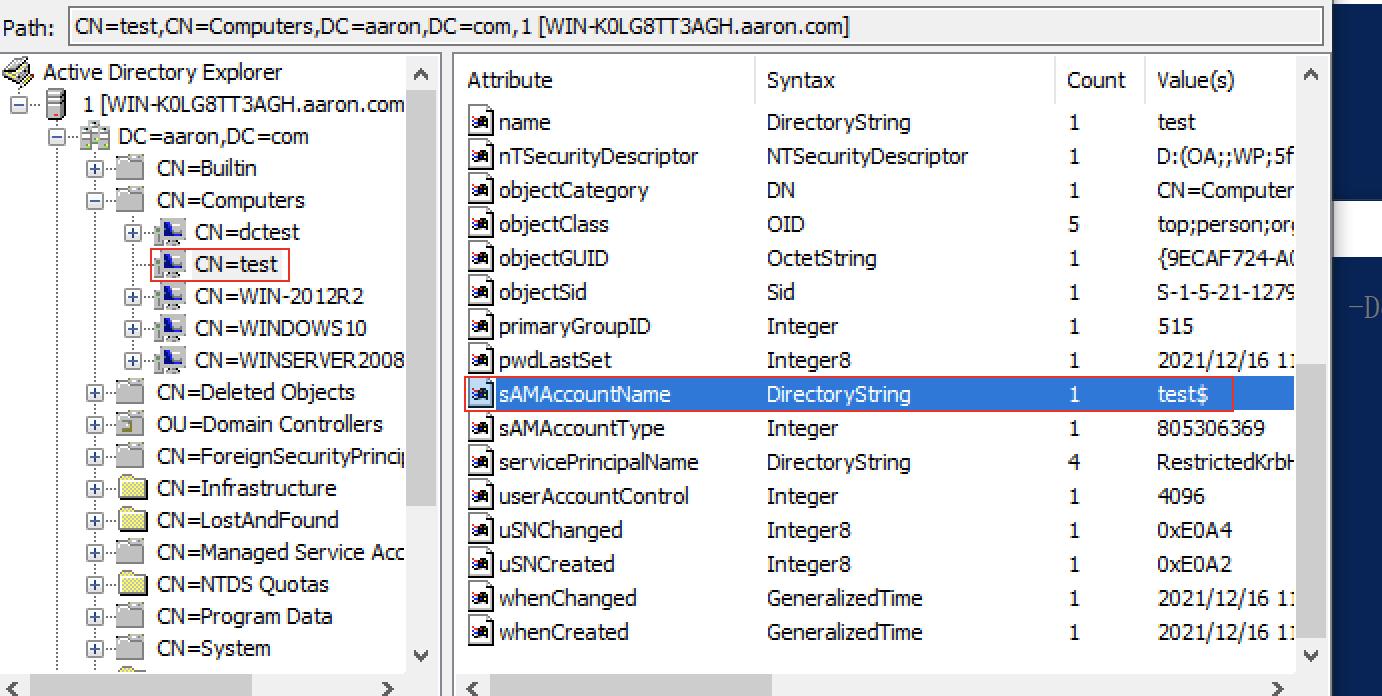 Path: CN=test,CN=Computers,DC=aaron,DC=com,1 [WIN-K0LG8TT3AGH.aaron.com]
Active Directory Explorer
1 [WIN-K0LG8TT3AGH.aaron.com
DC=aaron,DC=com
CN=Builtin
CN=Computers
CN=dctest
CN=test
CN=WIN-2012R2
CN=WINDOWS10
CN=WINSERVER2008
CN=Deleted Objects
OU=Domain Controllers
CN=ForeignSecurityPrincip
CN=Infrastructure
CN=LostAndFound
CN=Managed Service Acc
CN=NTDS Quotas
CN=Program Data
CN=System
Attribute Syntax Count Value(s)
name DirectoryString 1 test
nTSecurityDescriptor NTSecurityDescriptor 1 D:(OA;;WP;5f
objectCategory DN 1 CN=Computer
objectClass OID 5 top;person;org
objectGUID OctetString 1 {9ECAF724-A0
objectSid Sid 1 S-1-5-21-1279
primaryGroupID Integer 1 515
pwdLastSet Integer8 1 2021/12/16 11
sAMAccountName DirectoryString 1 test$
sAMAccountType Integer 1 805306369
servicePrincipalName DirectoryString 4 RestrictedKrbH
userAccountControl Integer 1 4096
uSNChanged Integer8 1 0xE0A4
uSNCreated Integer8 1 0xE0A2
whenChanged GeneralizedTime 1 2021/12/16 11
whenCreated GeneralizedTime 1 2021/12/16 11